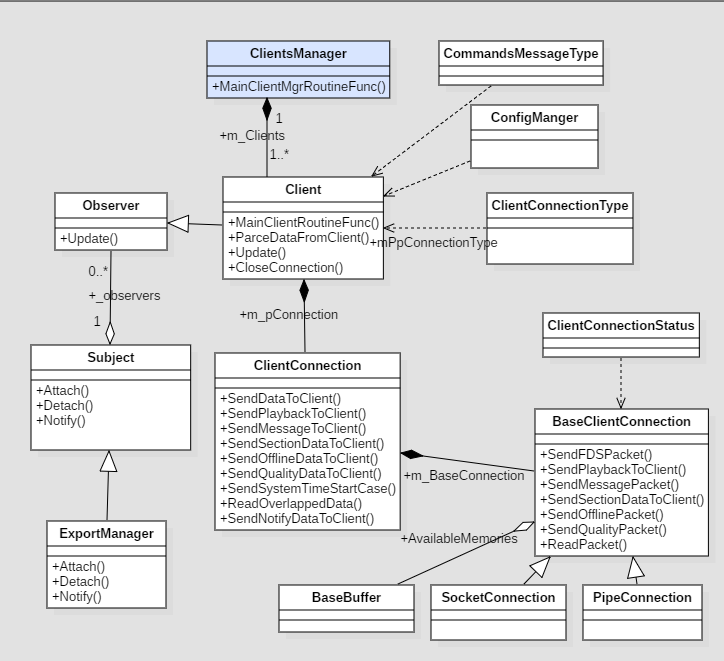 ClientsManager
+MainClientMgrRoutineFunc()
CommandsMessageType
1
+m_Clients
1..*
ConfigManger
Client
+MainClientRoutineFunc()
+ParceDataFromClient()
+Update()
+CloseConnection()
Observer
+Update()
ClientConnectionType
+mPpConnectionType
0..*
+_observers
1
+m_pConnection
ClientConnectionStatus
Subject
+Attach()
+Detach()
+Notify()
ClientConnection
+SendDataToClient()
+SendPlaybackToClient()
+SendMessageToClient()
+SendSectionDataToClient()
+SendOfflineDataToClient()
+SendQualityDataToClient()
+SendSystemTimeStartCase()
+ReadOverlappedData()
+SendNotifyDataToClient()
BaseClientConnection
+SendFDSPacket()
+SendPlaybackToClient()
+SendMessagePacket()
+SendSectionDataToClient()
+SendOfflinePacket()
+SendQualityPacket()
+ReadPacket()
+m_BaseConnection
+AvailableMemories
ExportManager
+Attach()
+Detach()
+Notify()
BaseBuffer
SocketConnection
PipeConnection